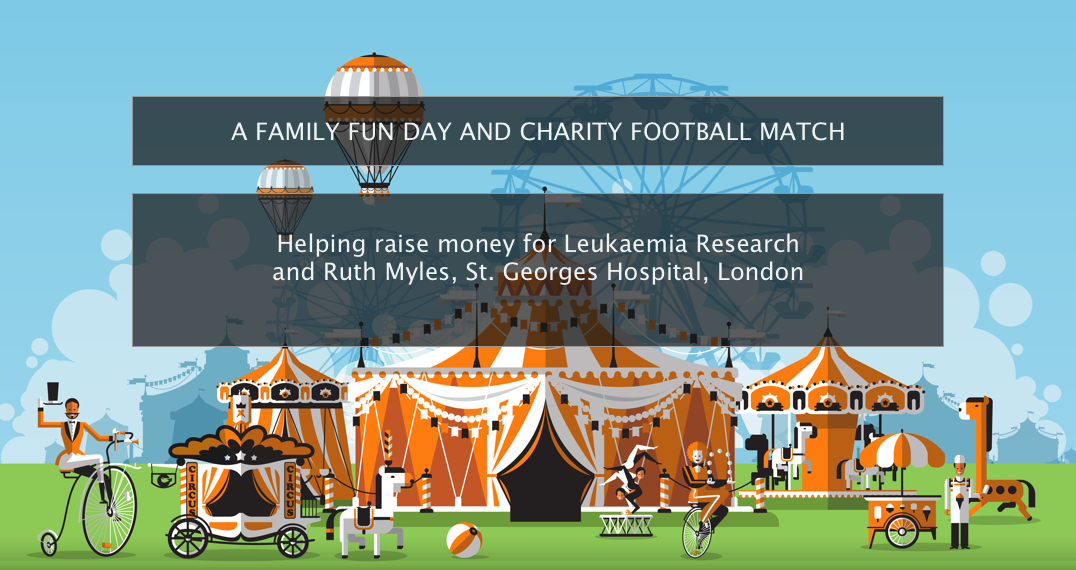 A FAMILY FUN DAY AND CHARITY FOOTBALL MATCH
Helping raise money for Leukaemia Research
and Ruth Myles, St. Georges Hospital, London
CIRCUS
CIRCUS